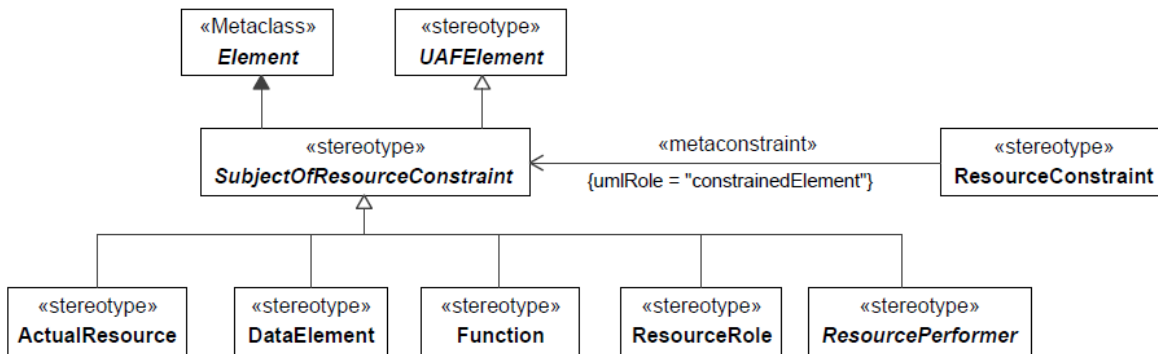 «Metaclass»
Element
«stereotype»
UAFElement
«stereotype»
SubjectOfResourceConstraint
«metaconstraint»
{umlRole = "constrainedElement"}
«stereotype»
ResourceConstraint
«stereotype»
ActualResource
«stereotype»
DataElement
«stereotype»
Function
«stereotype»
ResourceRole
«stereotype»
ResourcePerformer